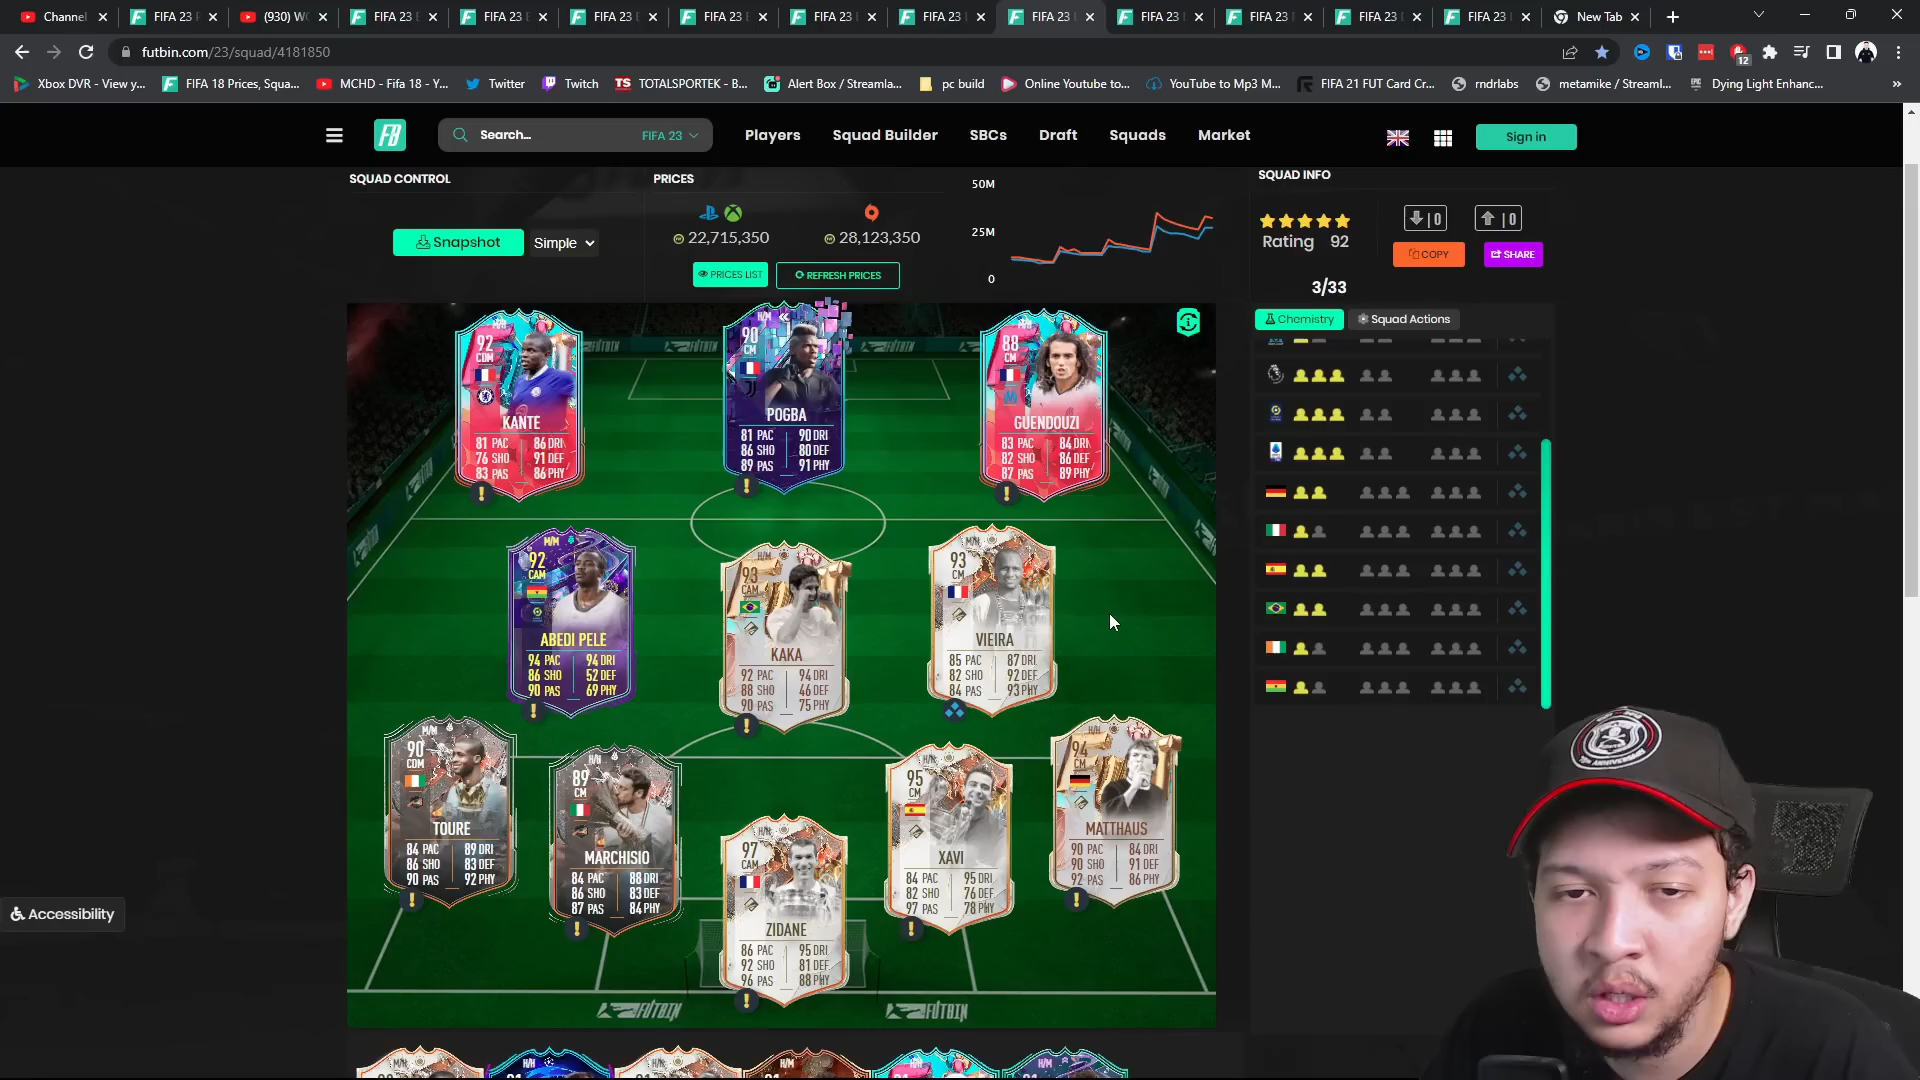 Channel
FIFA 23
(930) W
FIFA 23
FIFA 23
FIFA 23
FIFA 23
FIFA 23
FIFA 23
FIFA 23
FIFA 23
FIFA 23
FIFA 23
FIFA 23
New Tab
futbin.com/23/squad/4181850
12
Xbox DVR - View y...
FIFA 18 Prices, Squa...
MCHD - Fifa 18 - Y...
Twitter
Twitch
TS TOTALSPORTEK - B...
Alert Box / Streamla...
pc build
Online Youtube to...
YouTube to Mp3 M...
FIFA 21 FUT Card Cr...
rndrlabs
metamike / Streaml...
Dying Light Enhanc...
FB
Search...
FIFA 23
Players
Squad Builder
SBCs
Draft
Squads
Market
Sign in
SQUAD CONTROL
Snapshot
Simple
PRICES
22,715,350
28,123,350
PRICES LIST
REFRESH PRICES
50M
25M
0
SQUAD INFO
Rating 92
|0
|0
COPY
SHARE
3/33
Chemistry
Squad Actions
92
CDM
KANTE
81 PAC 86 DRI
76 SHO 91 DEF
83 PAS 86 PHY
H/M
90
CM
POGBA
81 PAC 90 DRI
86 SHO 80 DEF
89 PAS 91 PHY
88
CM
GUENDOUZI
83 PAC 84 DRI
82 SHO 86 DEF
87 PAS 89 PHY
M/M
92
CAM
ABEDI PELE
94 PAC 94 DRI
86 SHO 52 DEF
90 PAS 69 PHY
H/M
93
CAM
KAKA
92 PAC 94 DRI
88 SHO 46 DEF
90 PAS 75 PHY
93
CM
VIEIRA
85 PAC 87 DRI
82 SHO 92 DEF
84 PAS 93 PHY
M/M
90
CDM
TOURE
84 PAC 89 DRI
86 SHO 83 DEF
90 PAS 92 PHY
H/H
89
CM
MARCHISIO
84 PAC 88 DRI
86 SHO 83 DEF
87 PAS 84 PHY
97
CAM
ZIDANE
86 PAC 95 DRI
92 SHO 81 DEF
96 PAS 88 PHY
95
CM
XAVI
84 PAC 95 DRI
82 SHO 76 DEF
97 PAS 78 PHY
94
CM
MATTHAUS
90 PAC 84 DRI
90 SHO 91 DEF
92 PAS 86 PHY
FUTBIN
FUTBIN
Accessibility
M/H
H/H
H/M
H/M
H/H
H/M